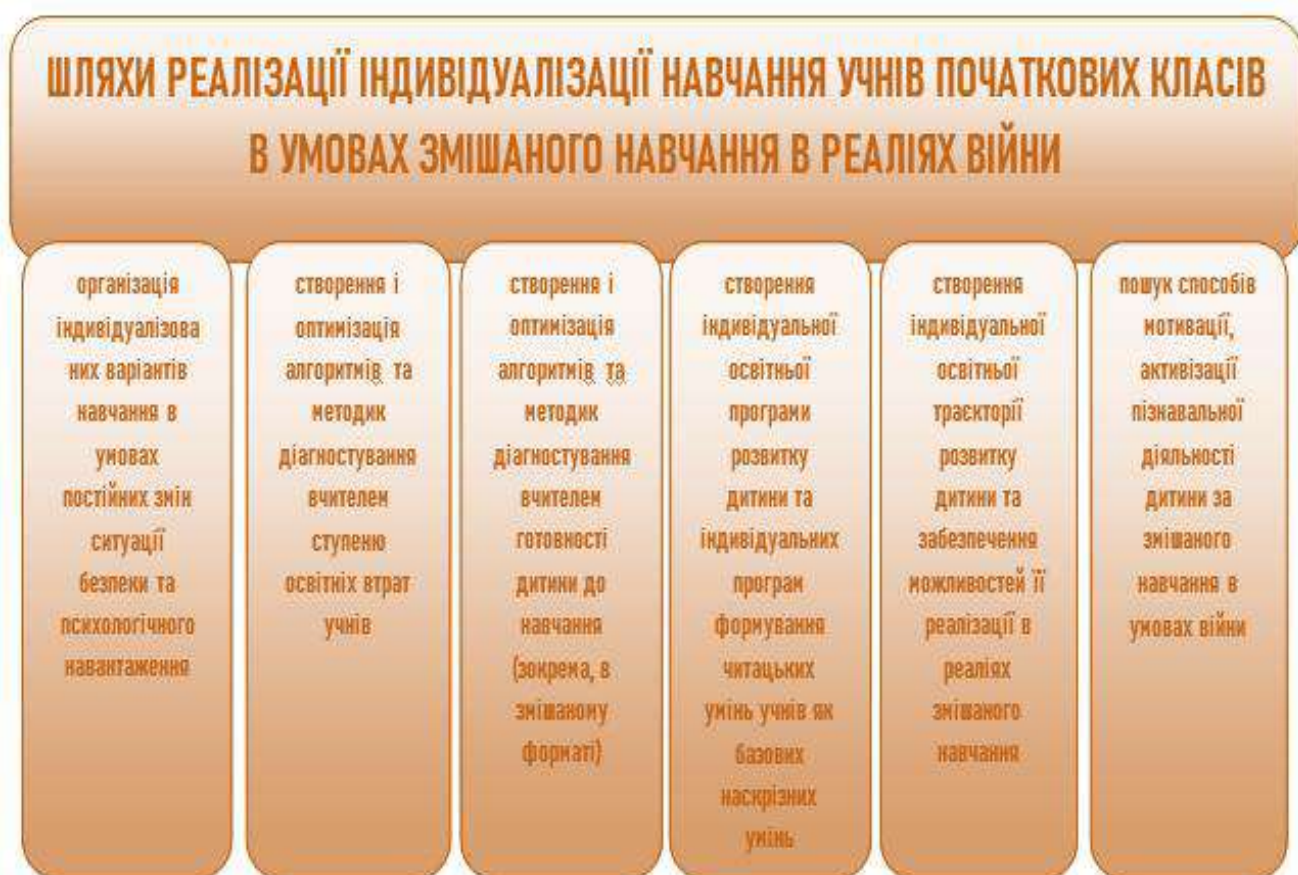 ШЛЯХИ РЕАЛІЗАЦІЇ ІНДИВІДУАЛІЗАЦІЇ НАВЧАННЯ УЧНІВ ПОЧАТКОВИХ КЛАСІВ
В УМОВАХ ЗМІШАНОГО НАВЧАННЯ В РЕАЛІЯХ ВІЙНИ
організація
індивідуалізова
них варіантів
навчання в
умовах
постійних змін
ситуації
безпеки та
психологічного
навантаження
створення і
оптимізація
алгоритмів та
методик
діагностування
вчителем
ступеню
освітніх втрат
учнів
створення і
оптимізація
алгоритмів та
методик
діагностування
вчителем
готовності
дитини до
навчання
(зокрема, в
змішаному
форматі)
створення
індивідуальної
освітньої
програми
розвитку
дитини та
індивідуальних
програм
формування
читацьких
умінь учнів як
базових
наскрізних
умінь
створення
індивідуальної
освітньої
траєкторії
розвитку
дитини та
забезпечення
можливостей її
реалізації в
реаліях
змішаного
навчання
пошук способів
мотивації,
активізації
пізнавальної
діяльності
дитини за
змішаного
навчання в
умовах війни